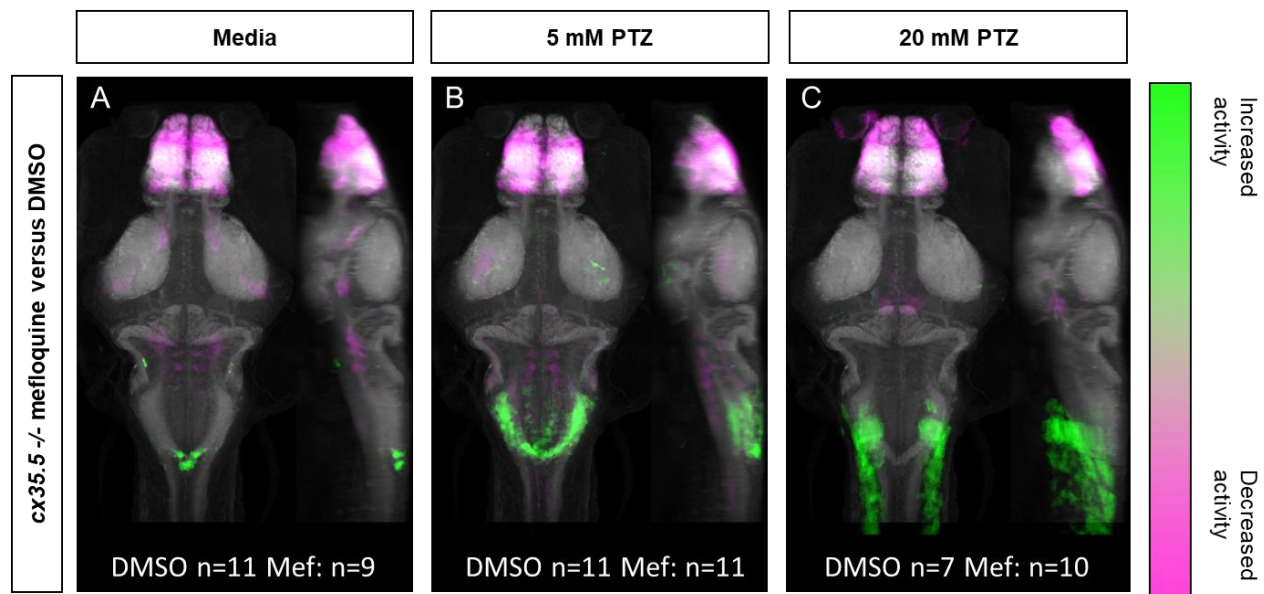 Media
5 mM PTZ
20 mM PTZ
cx35.5 -/- mefloquine versus DMSO
A
B
C
DMSO n=11 Mef: n=9
DMSO n=11 Mef: n=11
DMSO n=7 Mef: n=10
Increased
activity
Decreased
activity